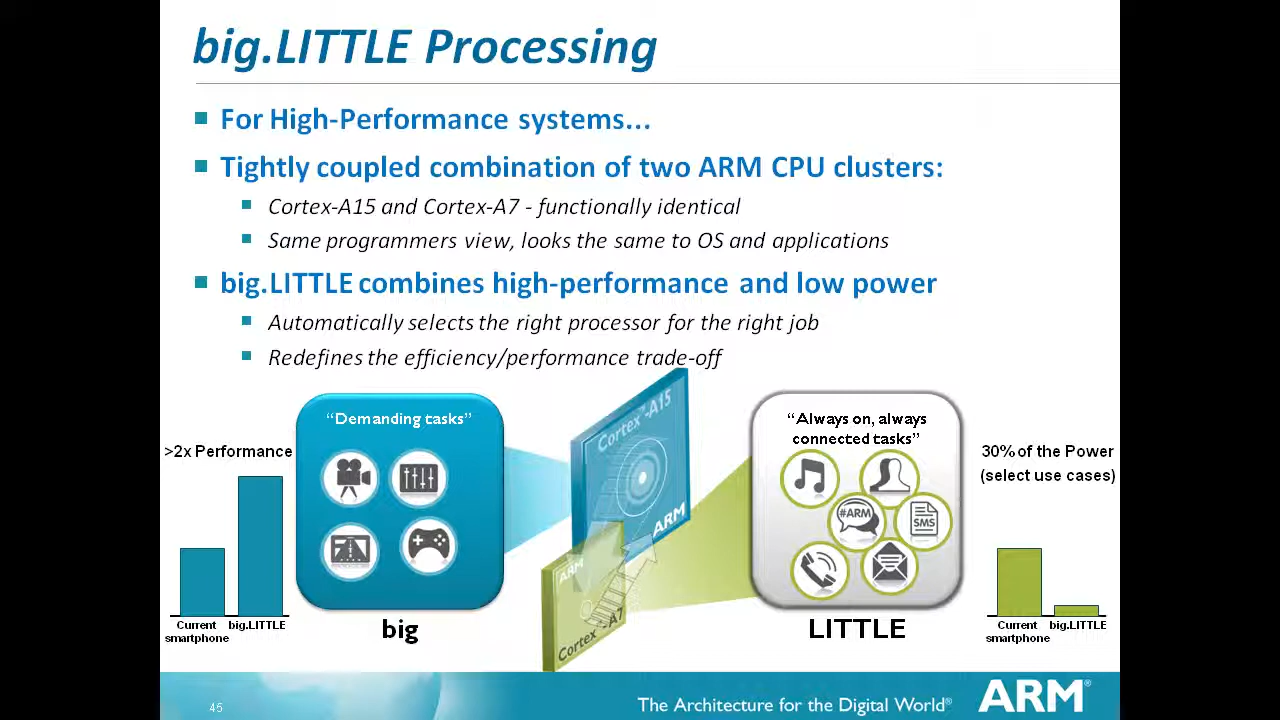 big.LITTLE Processing
For High-Performance systems...
Tightly coupled combination of two ARM CPU clusters:
Cortex-A15 and Cortex-A7 - functionally identical
Same programmers view, looks the same to OS and applications
big.LITTLE combines high-performance and low power
Automatically selects the right processor for the right job
Redefines the efficiency/performance trade-off
>2x Performance
Current
smartphone
big.LITTLE
“Demanding tasks”
big
Cortex™-A15
ARM
ARM
Cortex™-A7
“Always on, always
connected tasks”
#ARM
SMS
LITTLE
30% of the Power
(select use cases)
Current
smartphone
big.LITTLE
45
The Architecture for the Digital World®
ARM®